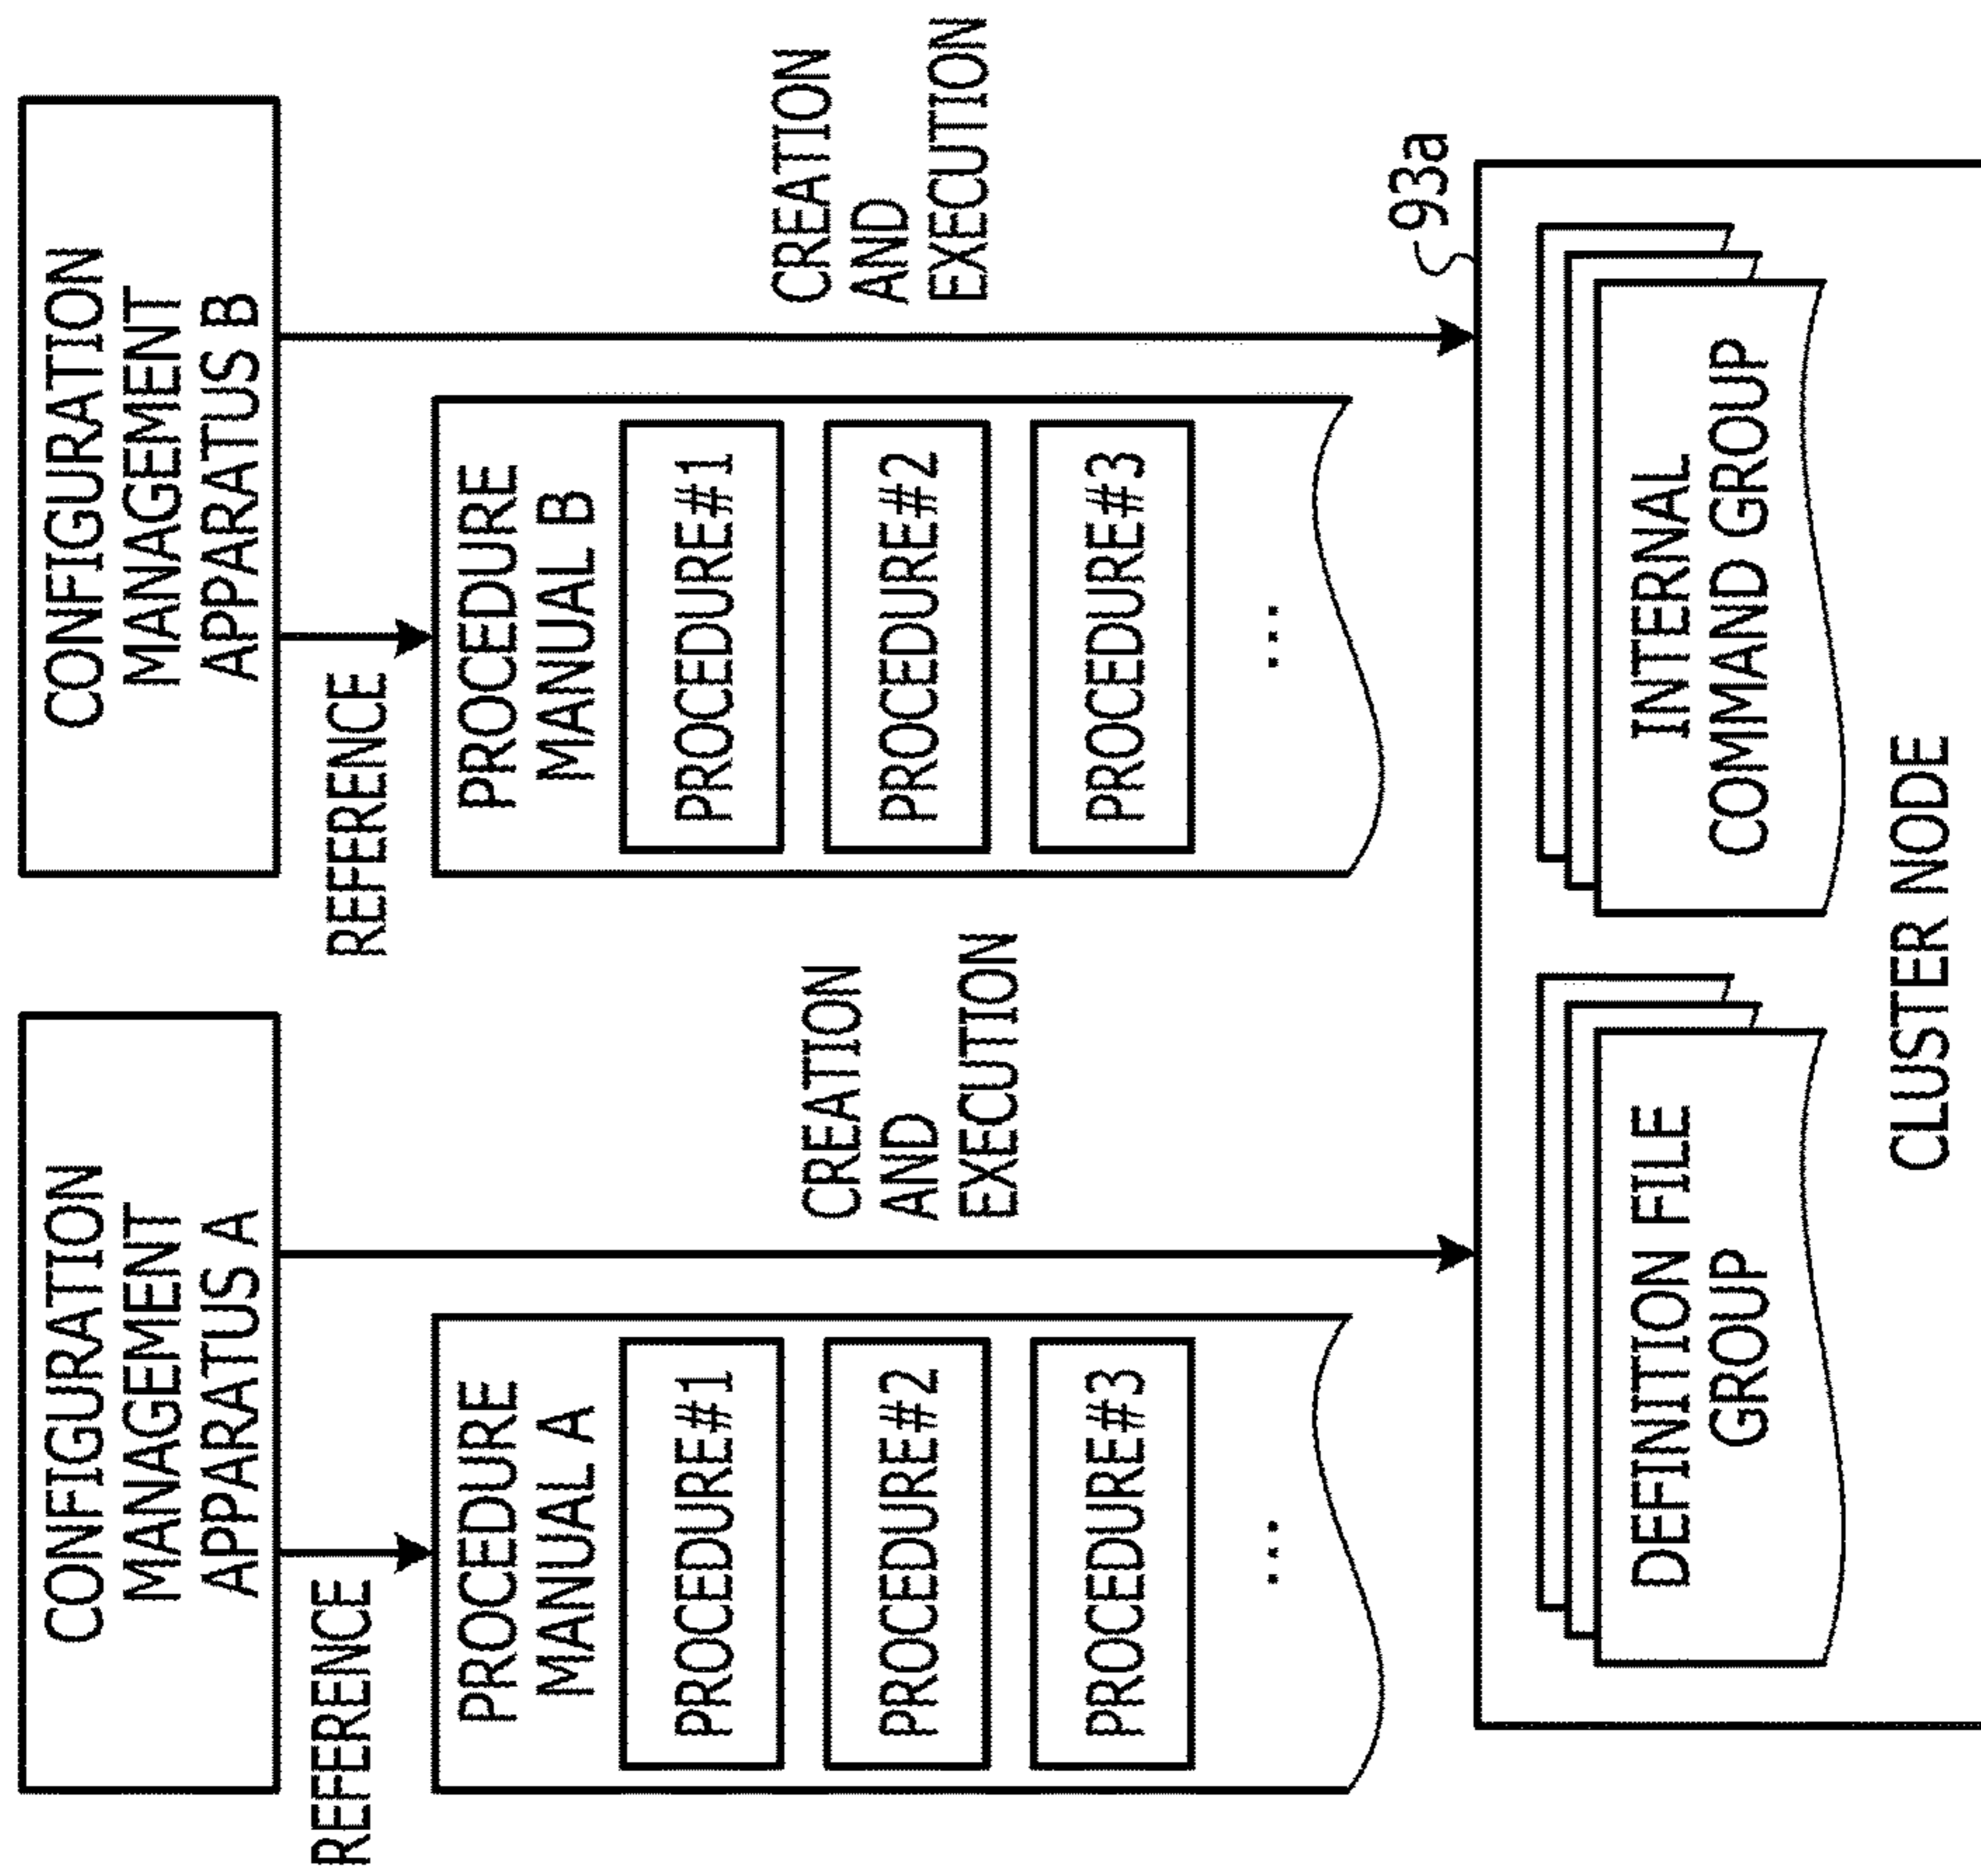 CONFIGURATION
MANAGEMENT
APPARATUS A
REFERENCE
PROCEDURE
MANUAL A
PROCEDURE#1
PROCEDURE#2
PROCEDURE#3
...
CREATION
AND
EXECUTION
CONFIGURATION
MANAGEMENT
APPARATUS B
REFERENCE
PROCEDURE
MANUAL B
PROCEDURE#1
PROCEDURE#2
PROCEDURE#3
...
CREATION
AND
EXECUTION
93a
DEFINITION FILE
GROUP
INTERNAL
COMMAND GROUP
CLUSTER NODE